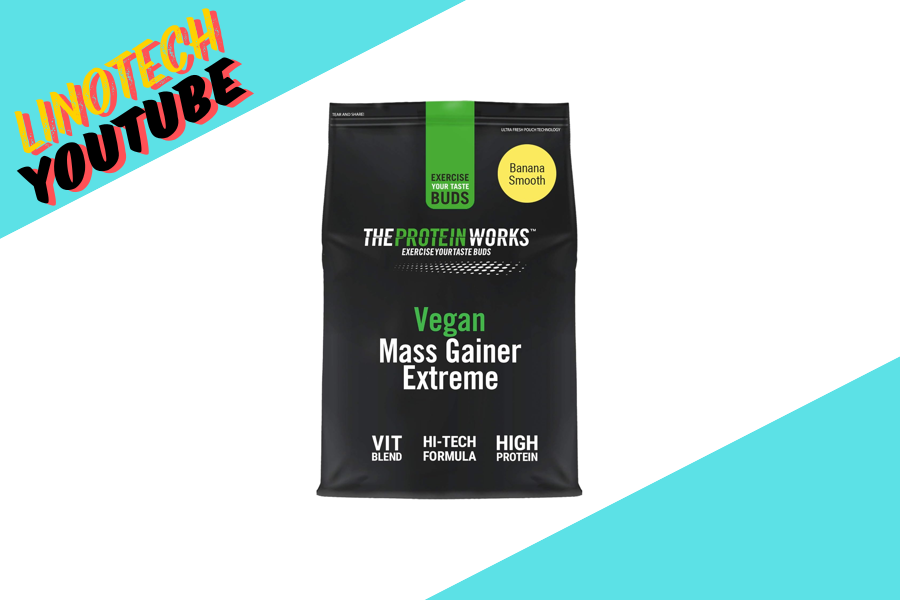 LINOTECH
YOUTUBE
TEAR AND SHARE!
ULTRA FRESH POUCH TECHNOLOGY
EXERCISE
YOUR TASTE
BUDS
Banana
Smooth
THE PROTEIN WORKS™
EXERCISE YOUR TASTE BUDS
Vegan
Mass Gainer
Extreme
VIT
BLEND
HI-TECH
FORMULA
HIGH
PROTEIN